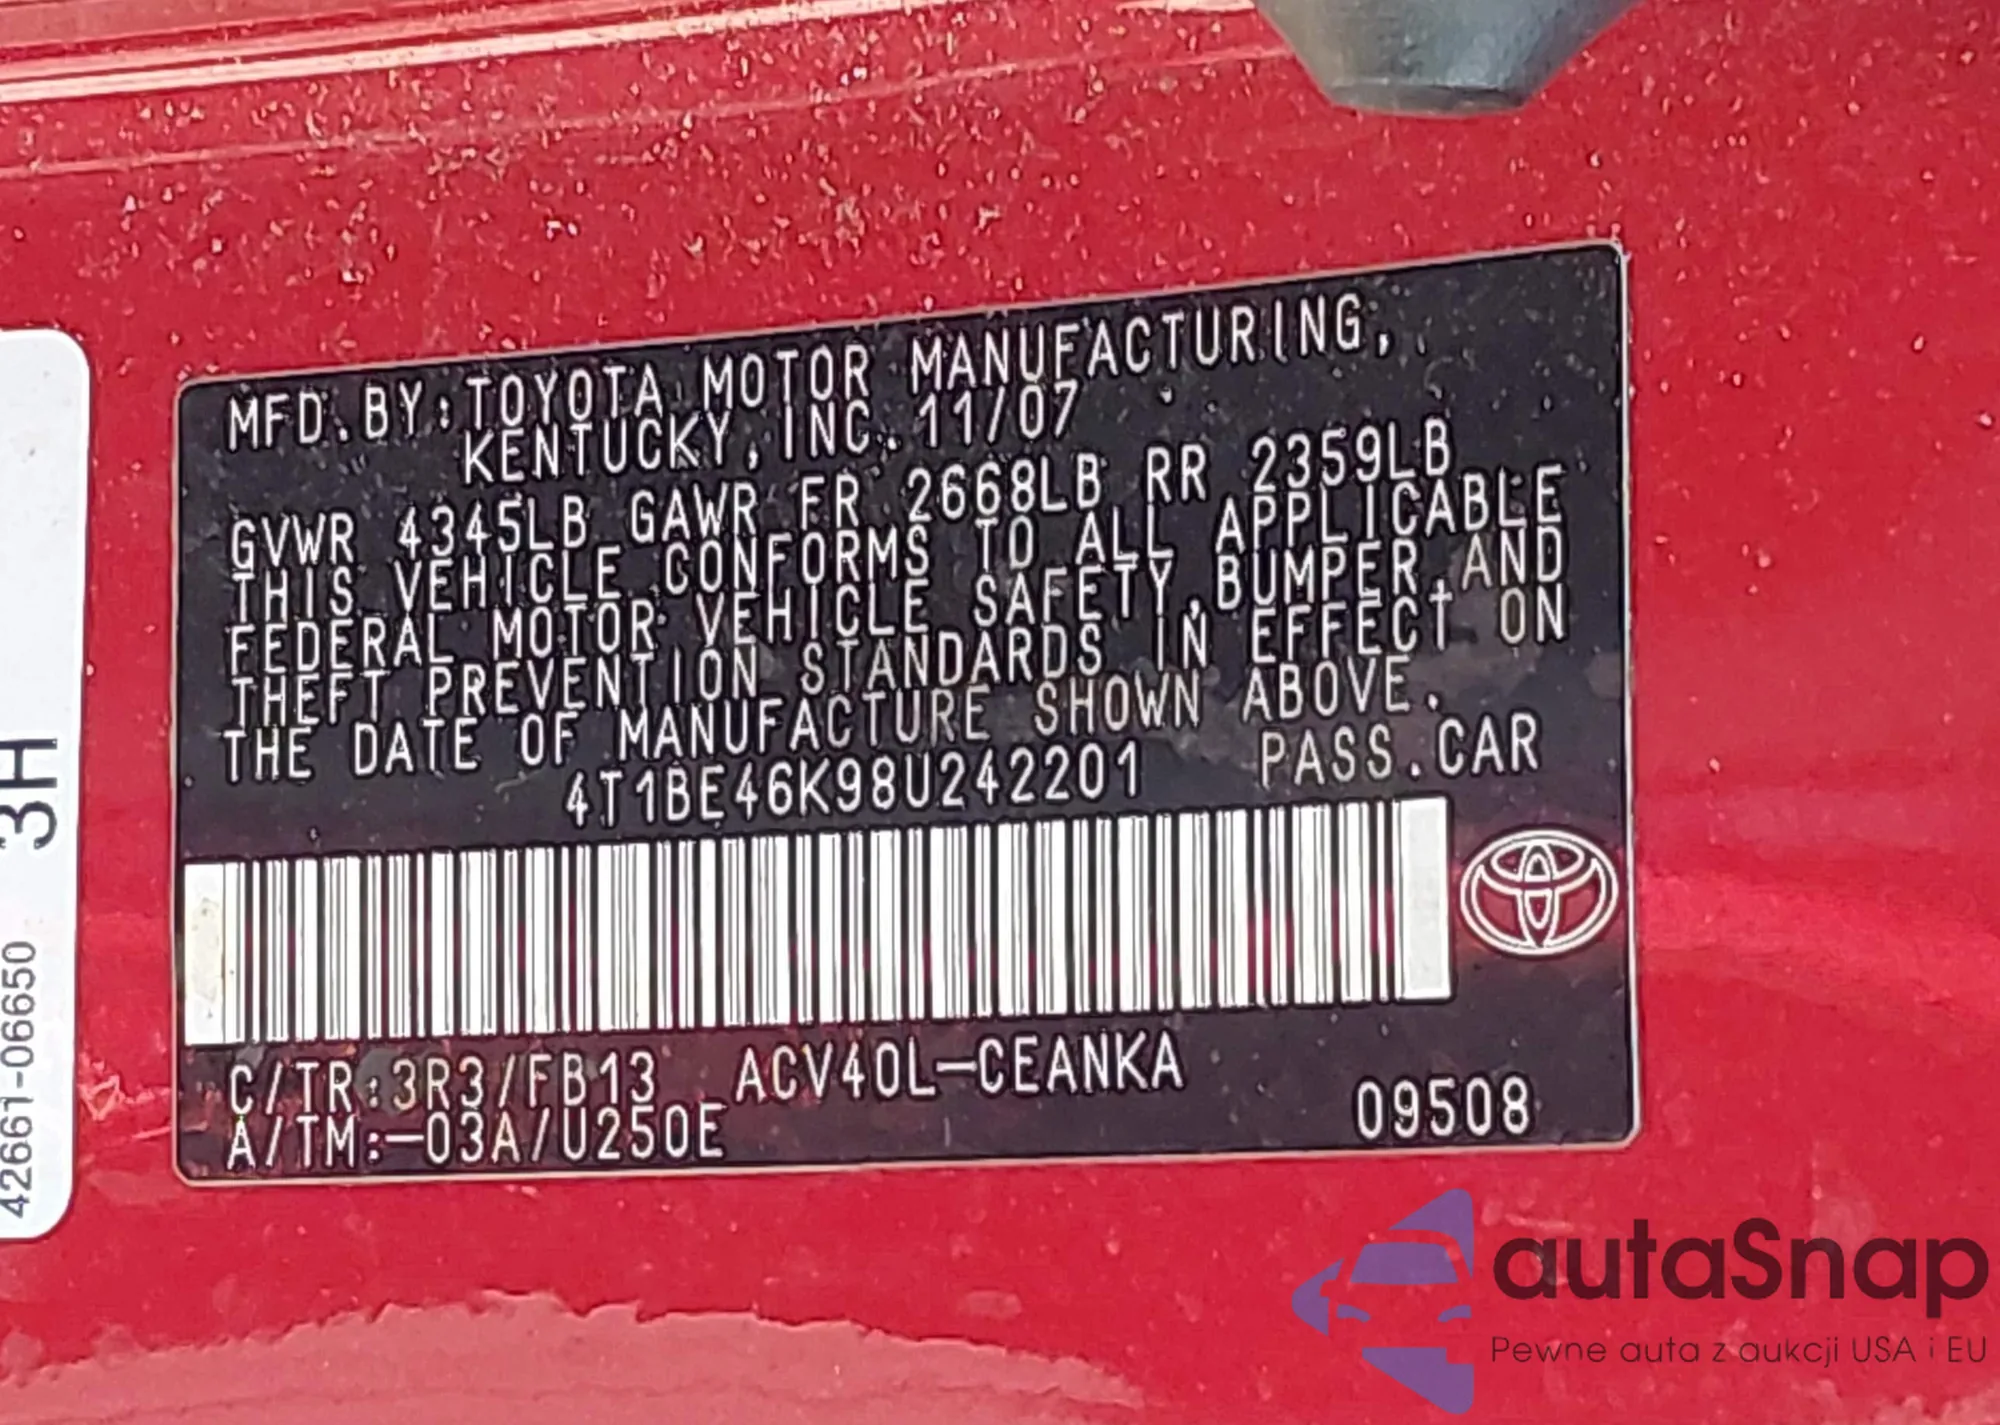 MFD.BY:TOYOTA MOTOR MANUFACTURING,
KENTUCKY, INC. 11/07
GVWR 4345LB GAWR FR 2668LB RR 2359LB
THIS VEHICLE CONFORMS TO ALL APPLICABLE
FEDERAL MOTOR VEHICLE SAFETY, BUMPER, AND
THEFT PREVENTION STANDARDS IN EFFECT ON
THE DATE OF MANUFACTURE SHOWN ABOVE.
4T1BE46K98U242201 PASS.CAR
C/TR:3R3/FB13 ACV40L-CEANKA
A/TM:-03A/U250E 09508
42661-06650 3H
autaSnap
Pewne auta z aukcji USA i EU